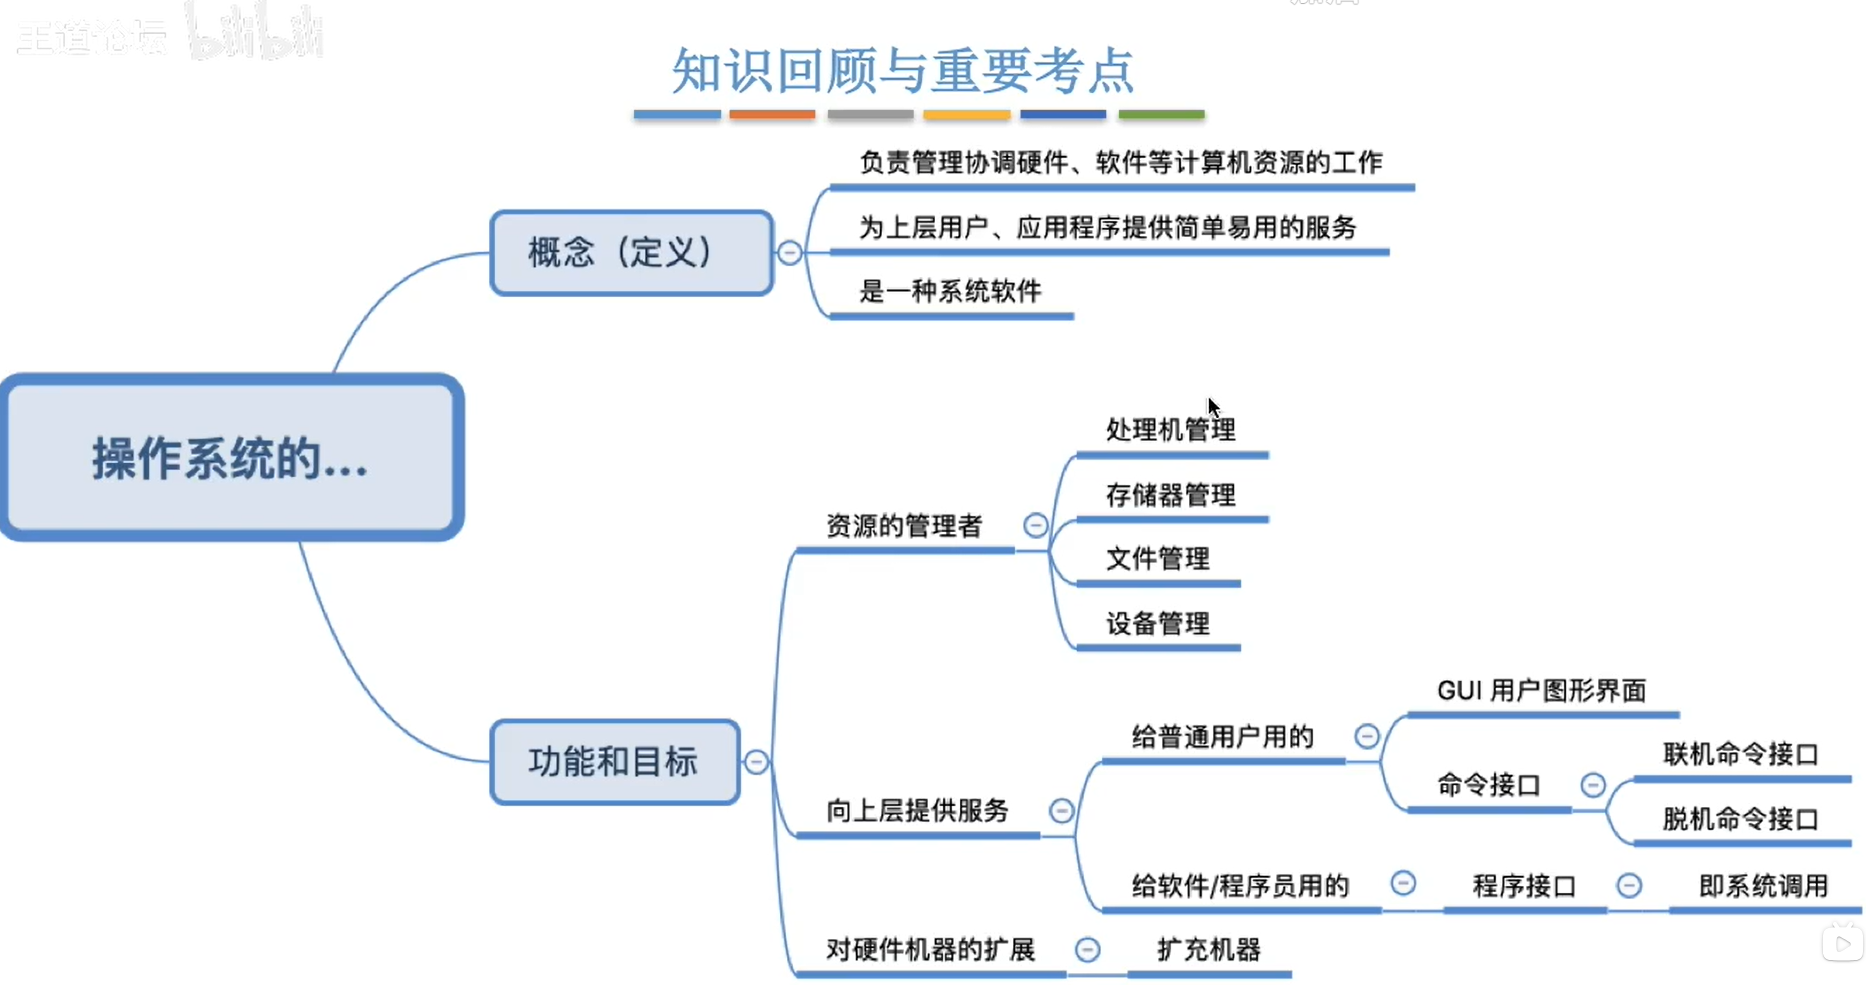 王道论坛 bilibili
知识回顾与重要考点
负责管理协调硬件、软件等计算机资源的工作
为上层用户、应用程序提供简单易用的服务
概念（定义）
是一种系统软件
操作系统的...
处理机管理
存储器管理
资源的管理者
文件管理
设备管理
GUI 用户图形界面
给普通用户用的
联机命令接口
功能和目标
命令接口
向上层提供服务
脱机命令接口
给软件/程序员用的
程序接口
即系统调用
对硬件机器的扩展
扩充机器